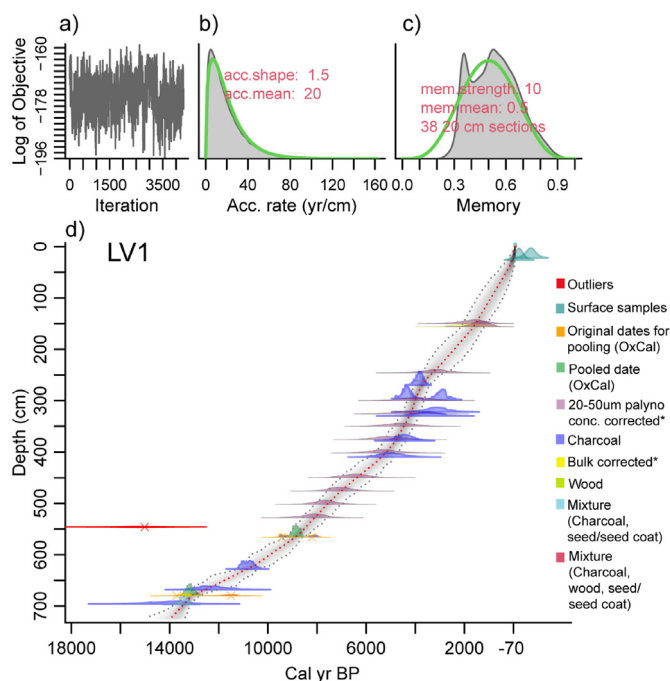 a)
b)
c)
Log of Objective
-160
-178
-196
0
1500
3500
Iteration
acc.shape: 1.5
acc.mean: 20
0
40
80
120
160
Acc. rate (yr/cm)
mem.strength: 10
mem.mean: 0.5
38 20 cm sections
0.0
0.3
0.6
0.9
Memory
d)
LV1
Depth (cm)
0
100
200
300
400
500
600
700
18000
14000
10000
6000
2000
-70
Cal yr BP
Outliers
Surface samples
Original dates for
pooling (OxCal)
Pooled date
(OxCal)
20-50um palyno
conc. corrected*
Charcoal
Bulk corrected*
Wood
Mixture
(Charcoal,
seed/seed coat)
Mixture
(Charcoal,
wood, seed/
seed coat)